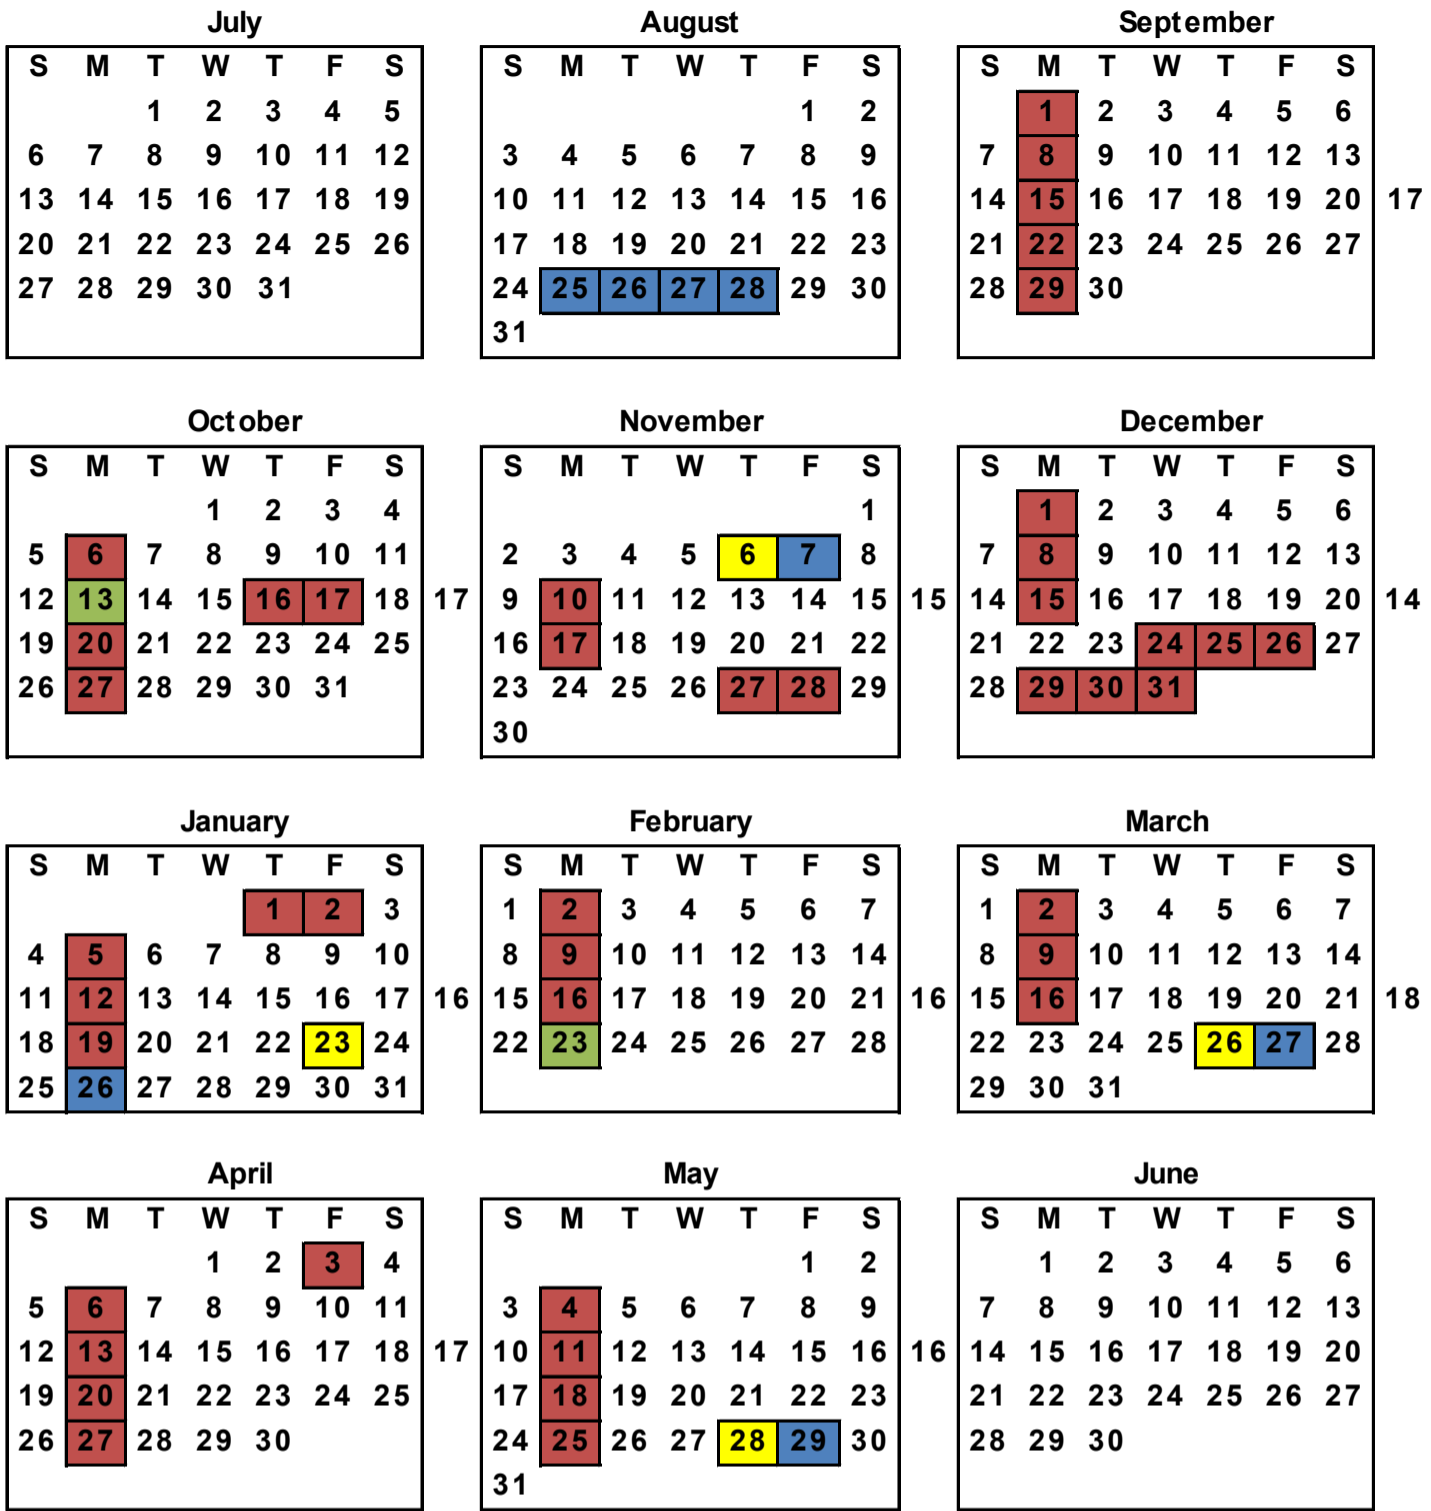 July August September
S M T W T F S S M T W T F S S M T W T F S
1 2 3 4 5 1 2 1 2 3 4 5 6
6 7 8 9 10 11 12 3 4 5 6 7 8 9 7 8 9 10 11 12 13
13 14 15 16 17 18 19 10 11 12 13 14 15 16 14 15 16 17 18 19 20 17
20 21 22 23 24 25 26 17 18 19 20 21 22 23 21 22 23 24 25 26 27
27 28 29 30 31 24 25 26 27 28 29 30 28 29 30
31
October November December
S M T W T F S S M T W T F S S M T W T F S
1 2 3 4 1 1 2 3 4 5 6
5 6 7 8 9 10 11 2 3 4 5 6 7 8 7 8 9 10 11 12 13
12 13 14 15 16 17 18 17 9 10 11 12 13 14 15 15 14 15 16 17 18 19 20 14
19 20 21 22 23 24 25 16 17 18 19 20 21 22 21 22 23 24 25 26 27
26 27 28 29 30 31 23 24 25 26 27 28 29 28 29 30 31
30
January February March
S M T W T F S S M T W T F S S M T W T F S
1 2 3 1 2 3 4 5 6 7 1 2 3 4 5 6 7
4 5 6 7 8 9 10 8 9 10 11 12 13 14 8 9 10 11 12 13 14
11 12 13 14 15 16 17 16 15 16 17 18 19 20 21 16 15 16 17 18 19 20 21 18
18 19 20 21 22 23 24 22 23 24 25 26 27 28 22 23 24 25 26 27 28
25 26 27 28 29 30 31 29 30 31
April May June
S M T W T F S S M T W T F S S M T W T F S
1 2 3 4 1 2 1 2 3 4 5 6
5 6 7 8 9 10 11 3 4 5 6 7 8 9 7 8 9 10 11 12 13
12 13 14 15 16 17 18 17 10 11 12 13 14 15 16 16 14 15 16 17 18 19 20
19 20 21 22 23 24 25 17 18 19 20 21 22 23 21 22 23 24 25 26 27
26 27 28 29 30 24 25 26 27 28 29 30 28 29 30
31